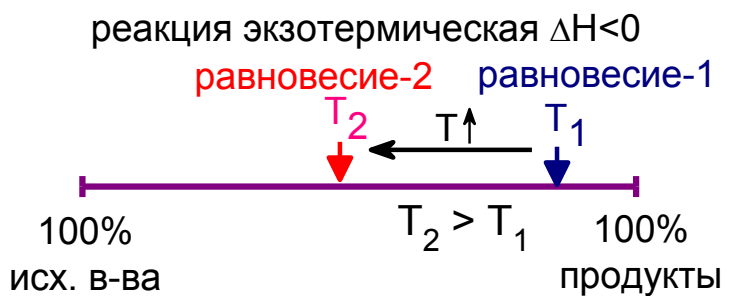 реакция экзотермическая ΔH<0
равновесие-2 равновесие-1
T2 T↑ T1
T2 > T1
100% 100%
исх. в-ва продукты